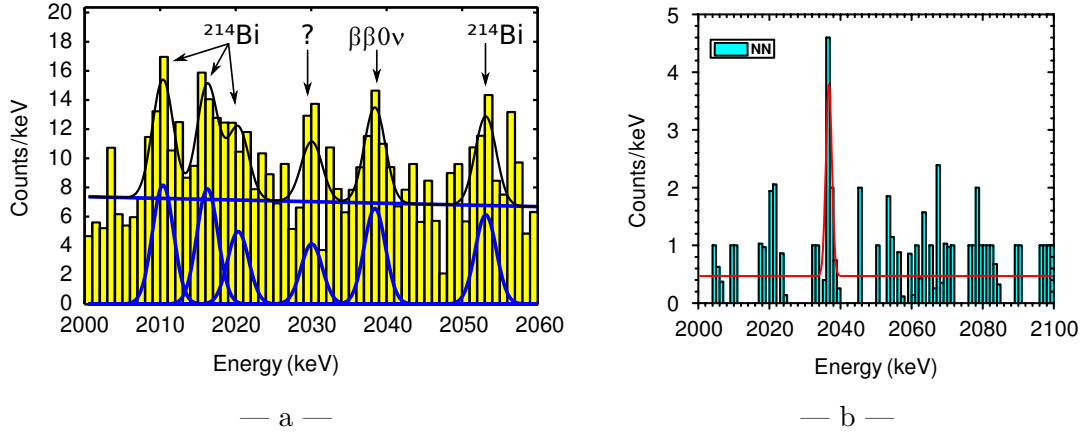 20
18
16
14
12
10
8
6
4
2
0
Counts/keV
²¹⁴Bi
?
ββ0ν
²¹⁴Bi
2000 2010 2020 2030 2040 2050 2060
Energy (keV)
— a —
5
4
3
2
1
0
Counts/keV
NN
2000 2020 2040 2060 2080 2100
Energy (keV)
— b —